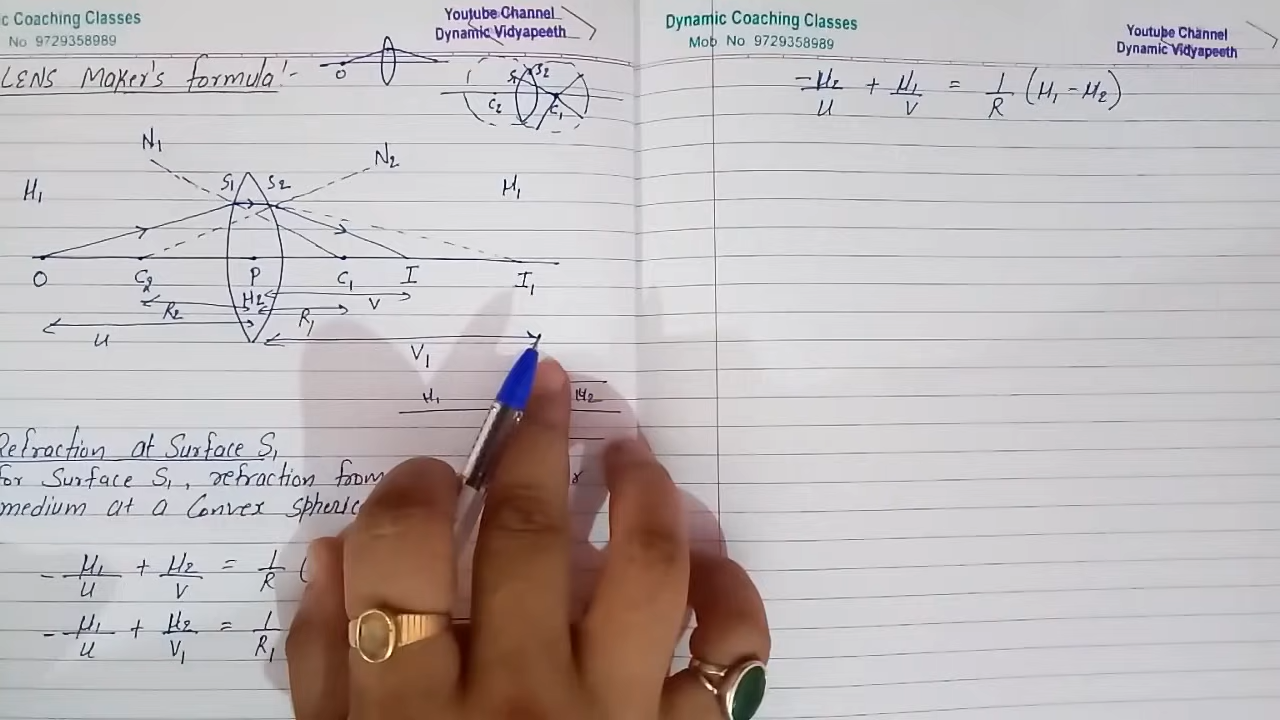 c Coaching Classes
No 9729358989
Youtube Channel
Dynamic Vidyapeeth
LENS Maker's formula:-
O
S1 S2
C2 C1
N1
N2
μ1 S1 S2 μ1
O C2 P C1 I I1
μ2
R2 R1 V
u
V1
μ1 μ2
Refraction at Surface S1
for Surface S1, refraction from
medium at a Convex Spheric
- μ1/u + μ2/v = 1/R (
- μ1/u + μ2/v1 = 1/R1
Dynamic Coaching Classes
Mob No 9729358989
Youtube Channel
Dynamic Vidyapeeth
-μ2/u + μ1/v = 1/R (μ1 - μ2)